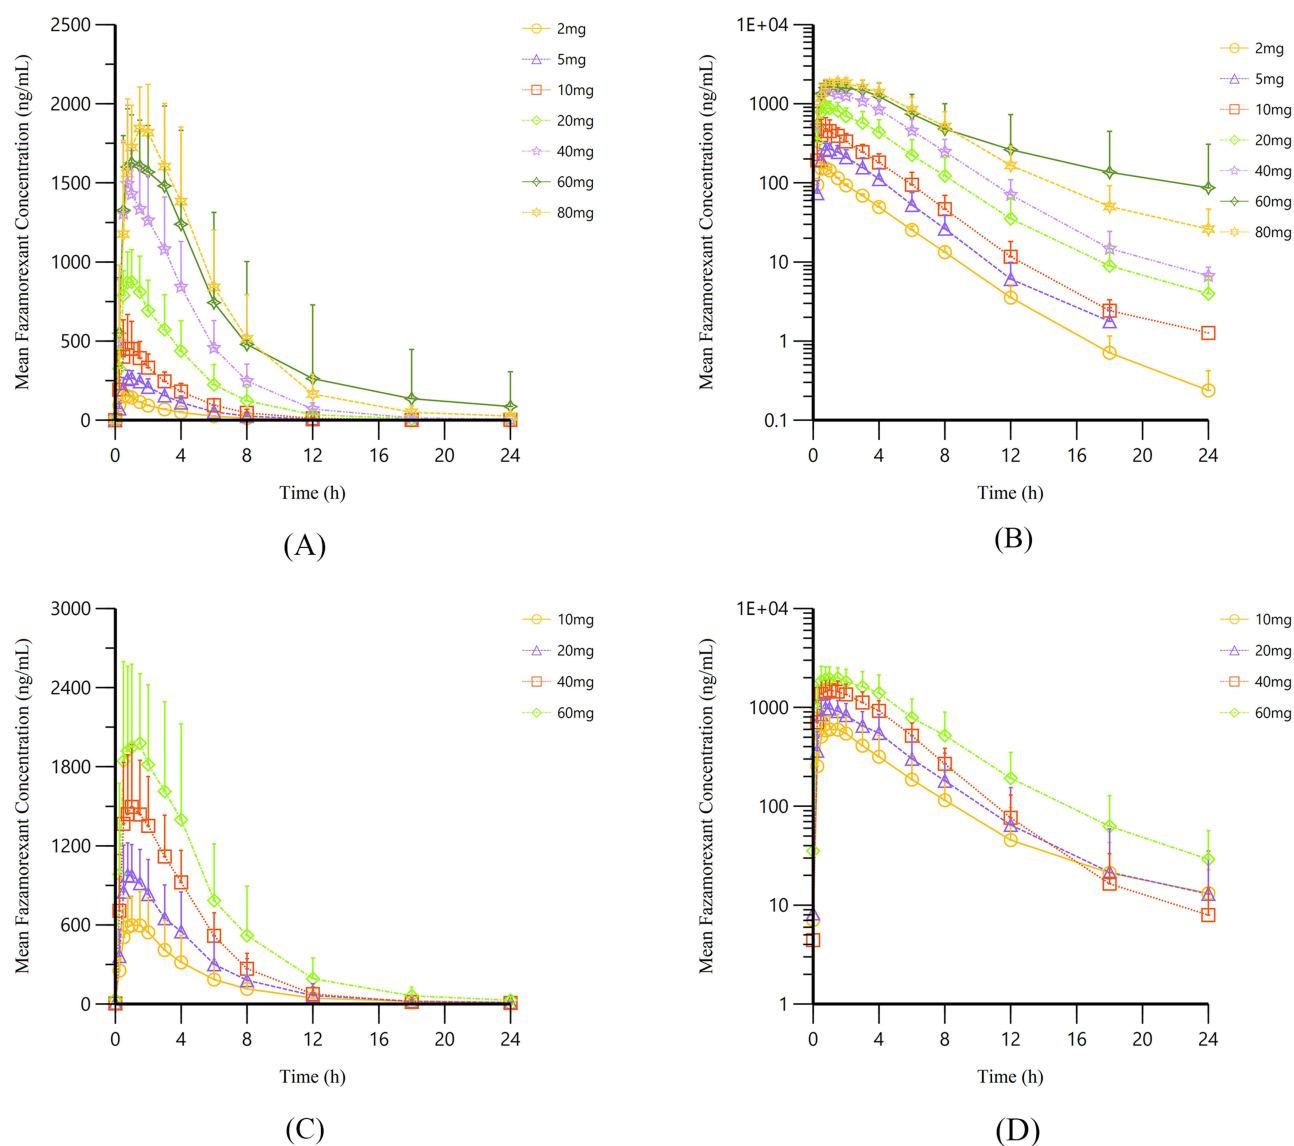 Mean Fazamorexant Concentration (ng/mL)
2500
2000
1500
1000
500
0
0 4 8 12 16 20 24
Time (h)
2mg
5mg
10mg
20mg
40mg
60mg
80mg
(A)
Mean Fazamorexant Concentration (ng/mL)
1E+04
1000
100
10
1
0.1
0 4 8 12 16 20 24
Time (h)
2mg
5mg
10mg
20mg
40mg
60mg
80mg
(B)
Mean Fazamorexant Concentration (ng/mL)
3000
2400
1800
1200
600
0
0 4 8 12 16 20 24
Time (h)
10mg
20mg
40mg
60mg
(C)
Mean Fazamorexant Concentration (ng/mL)
1E+04
1000
100
10
1
0 4 8 12 16 20 24
Time (h)
10mg
20mg
40mg
60mg
(D)